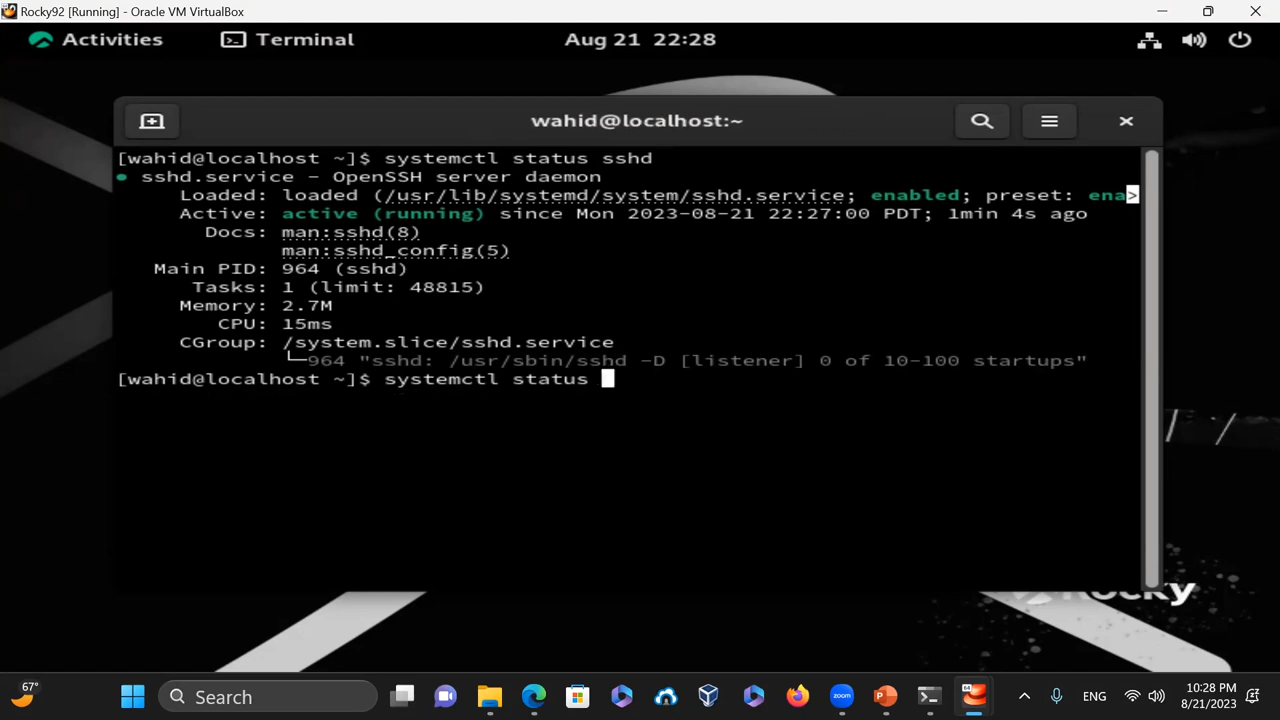 Rocky92 [Running] - Oracle VM VirtualBox
Activities Terminal Aug 21 22:28
wahid@localhost:~
[wahid@localhost ~]$ systemctl status sshd
● sshd.service - OpenSSH server daemon
Loaded: loaded (/usr/lib/systemd/system/sshd.service; enabled; preset: ena>
Active: active (running) since Mon 2023-08-21 22:27:00 PDT; 1min 4s ago
Docs: man:sshd(8)
man:sshd_config(5)
Main PID: 964 (sshd)
Tasks: 1 (limit: 48815)
Memory: 2.7M
CPU: 15ms
CGroup: /system.slice/sshd.service
└─964 "sshd: /usr/sbin/sshd -D [listener] 0 of 10-100 startups"
[wahid@localhost ~]$ systemctl status
Rocky
67°
Search
zoom
ENG
10:28 PM
8/21/2023